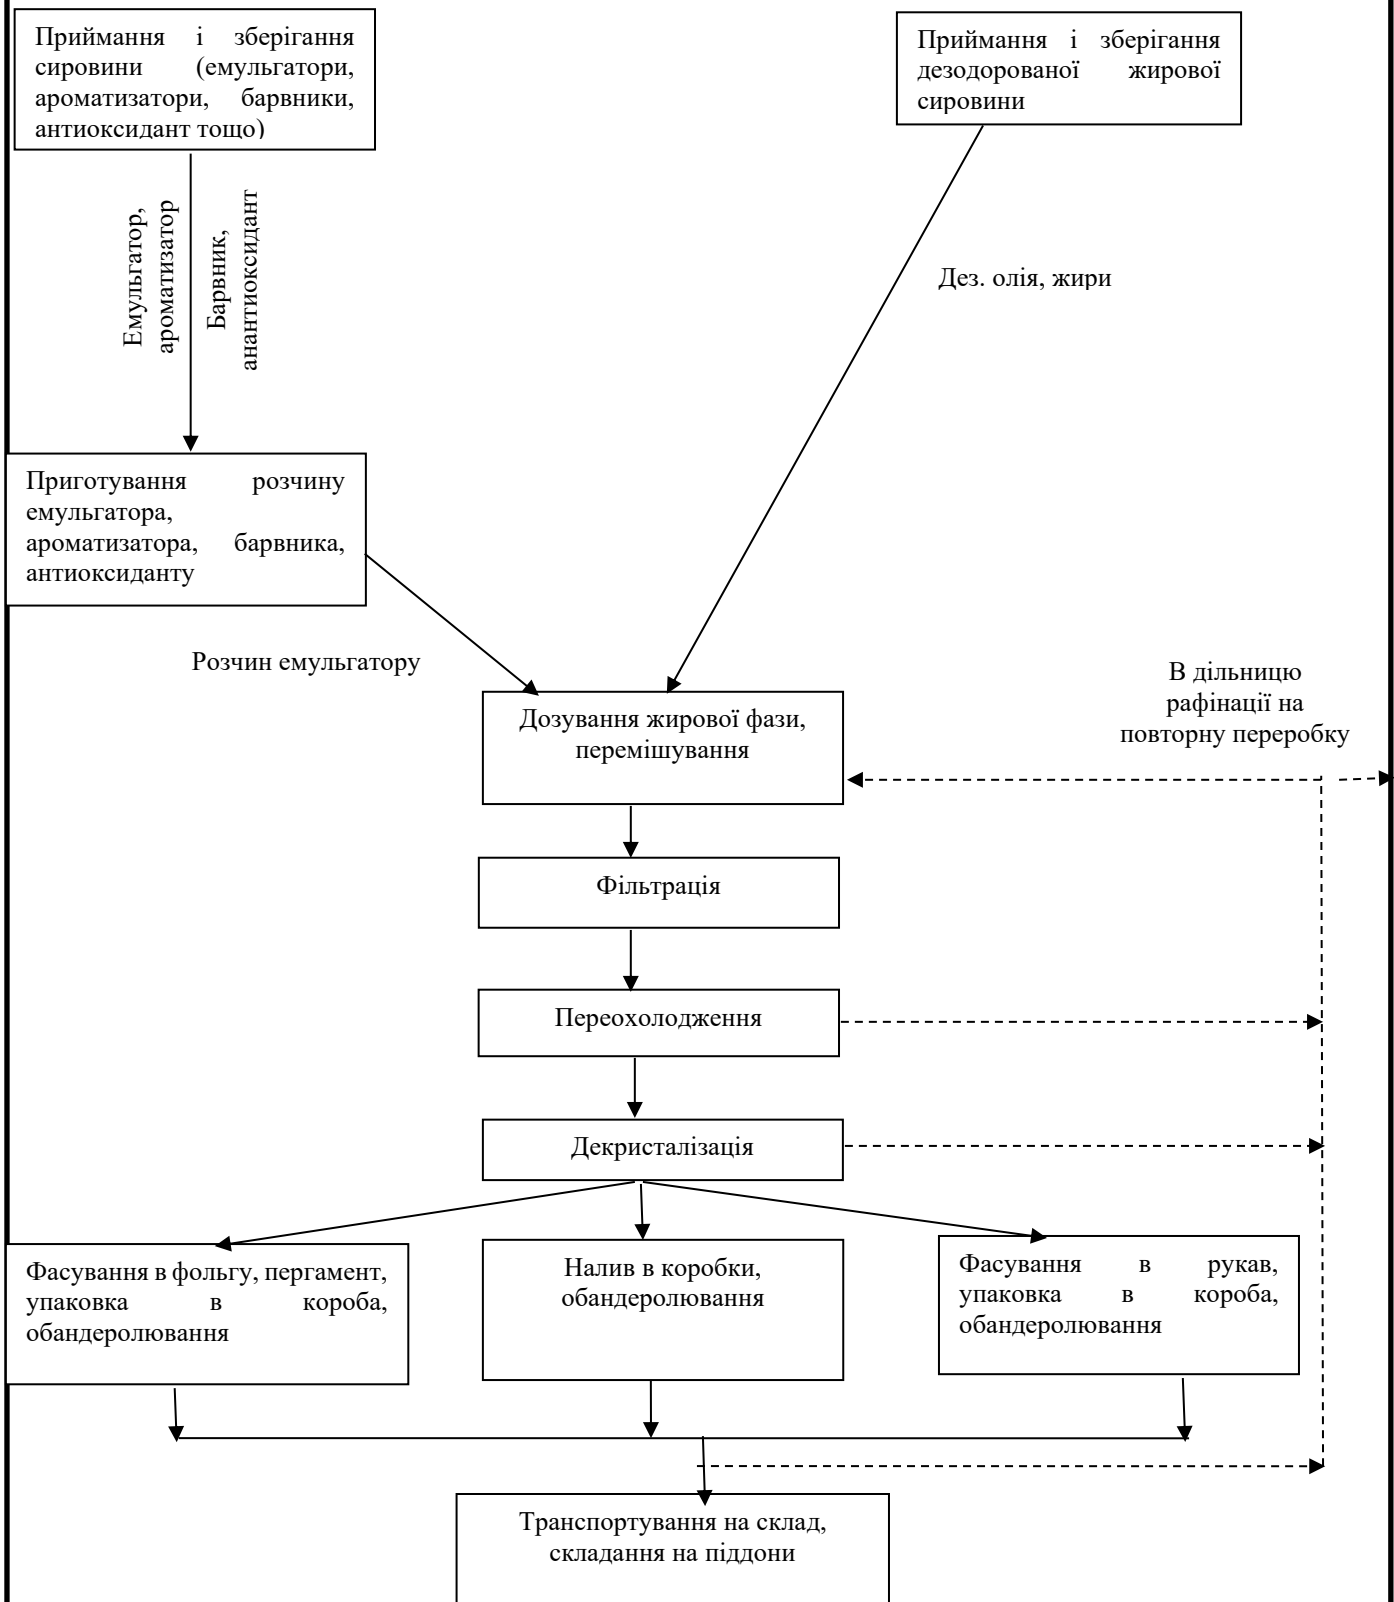 Приймання і зберігання
сировини (емульгатори,
ароматизатори, барвники,
антиоксидант тощо)
Приймання і зберігання
дезодорованої жирової
сировини
Емульгатор,
ароматизатор
Барвник,
анантиоксидант
Дез. олія, жири
Приготування розчину
емульгатора,
ароматизатора, барвника,
антиоксиданту
Розчин емульгатору
В дільницю
рафінації на
повторну переробку
Дозування жирової фази,
перемішування
Фільтрація
Переохолодження
Декристалізація
Фасування в фольгу, пергамент,
упаковка в короба,
обандеролювання
Налив в коробки,
обандеролювання
Фасування в рукав,
упаковка в короба,
обандеролювання
Транспортування на склад,
складання на піддони